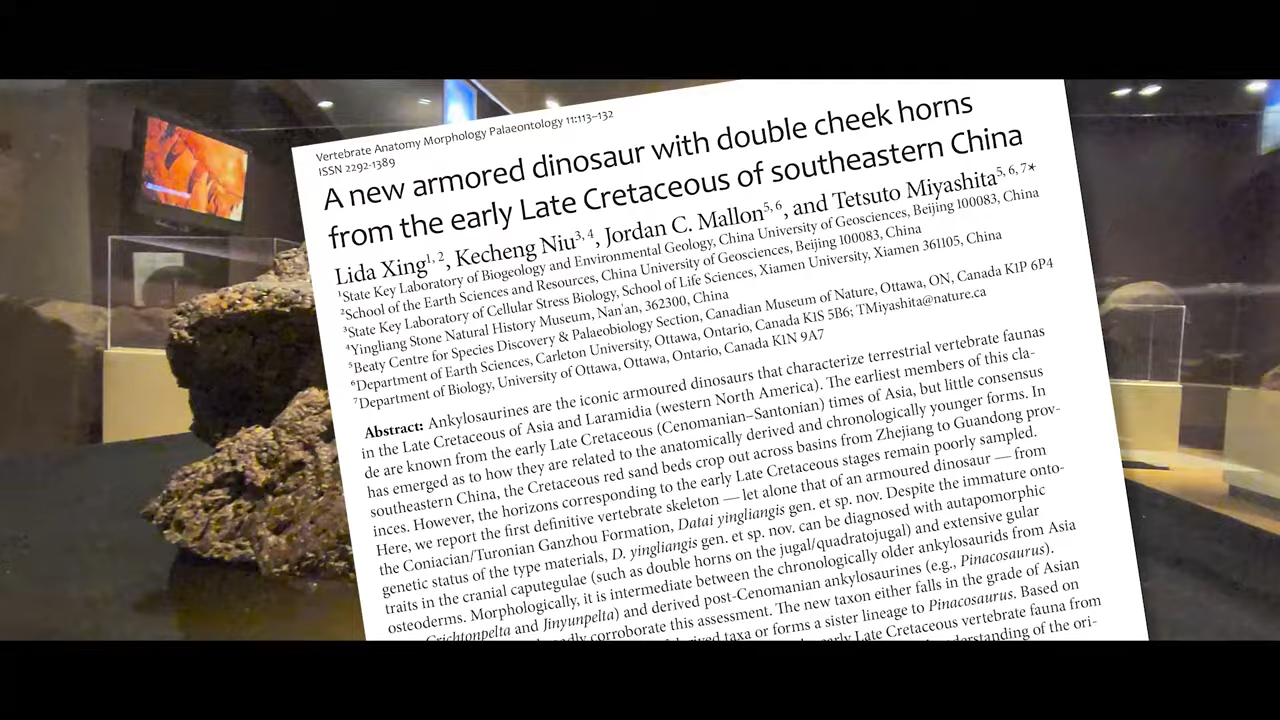 Vertebrate Anatomy Morphology Palaeontology 11:113–132
ISSN 2292-1389
A new armored dinosaur with double cheek horns
from the early Late Cretaceous of southeastern China
Lida Xing1, 2, Kecheng Niu3, 4, Jordan C. Mallon5, 6, and Tetsuto Miyashita5, 6, 7*
1State Key Laboratory of Biogeology and Environmental Geology, China University of Geosciences, Beijing 100083, China
2School of the Earth Sciences and Resources, China University of Geosciences, Beijing 100083, China
3State Key Laboratory of Cellular Stress Biology, School of Life Sciences, Xiamen University, Xiamen 361105, China
4Yingliang Stone Natural History Museum, Nan'an, 362300, China
5Beaty Centre for Species Discovery & Palaeobiology Section, Canadian Museum of Nature, Ottawa, ON, Canada K1P 6P4
6Department of Earth Sciences, Carleton University, Ottawa, Ontario, Canada K1S 5B6; TMiyashita@nature.ca
7Department of Biology, University of Ottawa, Ottawa, Ontario, Canada K1N 9A7
Abstract: Ankylosaurines are the iconic armoured dinosaurs that characterize terrestrial vertebrate faunas
in the Late Cretaceous of Asia and Laramidia (western North America). The earliest members of this cla-
de are known from the early Late Cretaceous (Cenomanian–Santonian) times of Asia, but little consensus
has emerged as to how they are related to the anatomically derived and chronologically younger forms. In
southeastern China, the Cretaceous red sand beds crop out across basins from Zhejiang to Guandong prov-
inces. However, the horizons corresponding to the early Late Cretaceous stages remain poorly sampled.
Here, we report the first definitive vertebrate skeleton — let alone that of an armoured dinosaur — from
the Coniacian/Turonian Ganzhou Formation, Datai yingliangis gen. et sp. nov. Despite the immature onto-
genetic status of the type materials, D. yingliangis gen. et sp. nov. can be diagnosed with autapomorphic
traits in the cranial caputegulae (such as double horns on the jugal/quadratojugal) and extensive gular
osteoderms. Morphologically, it is intermediate between the chronologically older ankylosaurids from Asia
Crichtonpelta and Jinyunpelta) and derived post-Cenomanian ankylosaurines (e.g., Pinacosaurus).
corroborate this assessment. The new taxon either falls in the grade of Asian
taxa or forms a sister lineage to Pinacosaurus. Based on
early Late Cretaceous vertebrate fauna from
of the ori-